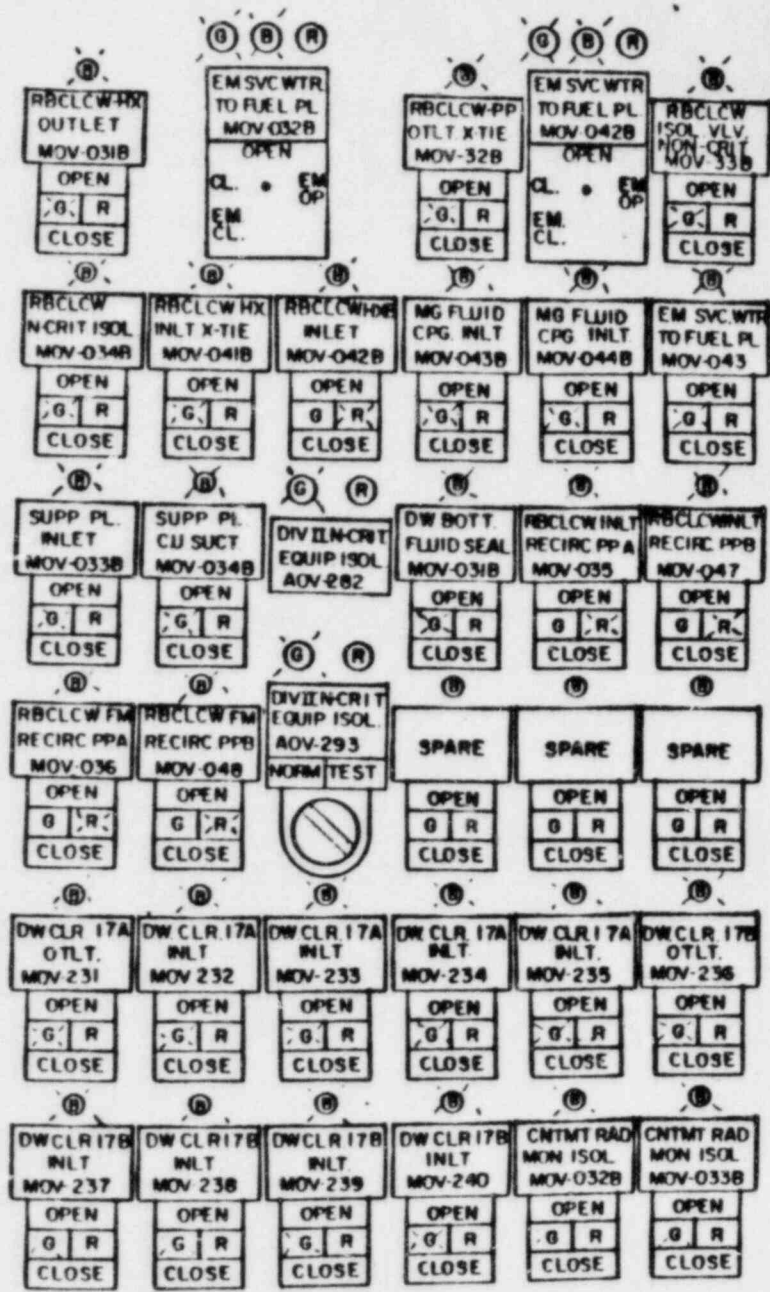 B
RBCLCW-HX
OUTLET
MOV-031B
OPEN
G R
CLOSE
G B R
EM SVC WTR
TO FUEL PL
MOV-032B
OPEN
CL. EM OP
EM. CL.
B
RBCLCW-PP
OTLT X-TIE
MOV-32B
OPEN
G R
CLOSE
G B R
EM SVC WTR
TO FUEL PL.
MOV-042B
OPEN
CL. EM OP
EM. CL.
B
RBCLCW
ISOL. VLV.
NON-CRIT
MOV-33B
OPEN
G R
CLOSE
B
RBCLCW
N-CRIT ISOL
MOV-034B
OPEN
G R
CLOSE
B
RBCLCW HX
INLT X-TIE
MOV-041B
OPEN
G R
CLOSE
B
RBCLCWHXB
INLET
MOV-042B
OPEN
G R
CLOSE
B
MG FLUID
CPG. INLT
MOV-043B
OPEN
G R
CLOSE
B
MG FLUID
CPG INLT.
MOV-044B
OPEN
G R
CLOSE
B
EM SVC.WTR
TO FUEL PL
MOV-043
OPEN
G R
CLOSE
B
SUPP PL.
INLET
MOV-033B
OPEN
G R
CLOSE
B
SUPP PL
CU SUCT
MOV-034B
OPEN
G R
CLOSE
G R
DIV II N-CRIT
EQUIP ISOL
AOV-282
B
DW BOTT.
FLUID SEAL
MOV-031B
OPEN
G R
CLOSE
B
RBCLCWINLT
RECIRC PP A
MOV-035
OPEN
G R
CLOSE
B
RBCLCWINLT
RECIRC PPB
MOV-047
OPEN
G R
CLOSE
B
RBCLCW FM
RECIRC PPA
MOV-036
OPEN
G R
CLOSE
B
RBCLCW FM
RECIRC PPB
MOV-048
OPEN
G R
CLOSE
G R
DIV II N-CRIT
EQUIP ISOL.
AOV-293
NORM TEST
B
SPARE
OPEN
G R
CLOSE
B
SPARE
OPEN
G R
CLOSE
B
SPARE
OPEN
G R
CLOSE
B
DW CLR 17A
OTLT.
MOV-231
OPEN
G R
CLOSE
B
DW CLR. 17A
INLT
MOV 232
OPEN
G R
CLOSE
B
DW CLR. 17A
INLT
MOV-233
OPEN
G R
CLOSE
B
DW CLR. 17A
INLT.
MOV-234
OPEN
G R
CLOSE
B
DW CLR. 17A
INLT.
MOV-235
OPEN
G R
CLOSE
B
DW CLR. 17B
OTLT.
MOV-236
OPEN
G R
CLOSE
B
DW CLR 17B
INLT
MOV-237
OPEN
G R
CLOSE
B
DW CLR 17B
INLT
MOV-238
OPEN
G R
CLOSE
B
DW CLR 17B
INLT.
MOV-239
OPEN
G R
CLOSE
B
DW CLR 17B
INLT
MOV-240
OPEN
G R
CLOSE
B
CNTMT RAD
MON ISOL
MOV-032B
OPEN
G R
CLOSE
B
CNTMT RAD
MON ISOL
MOV-033B
OPEN
G R
CLOSE